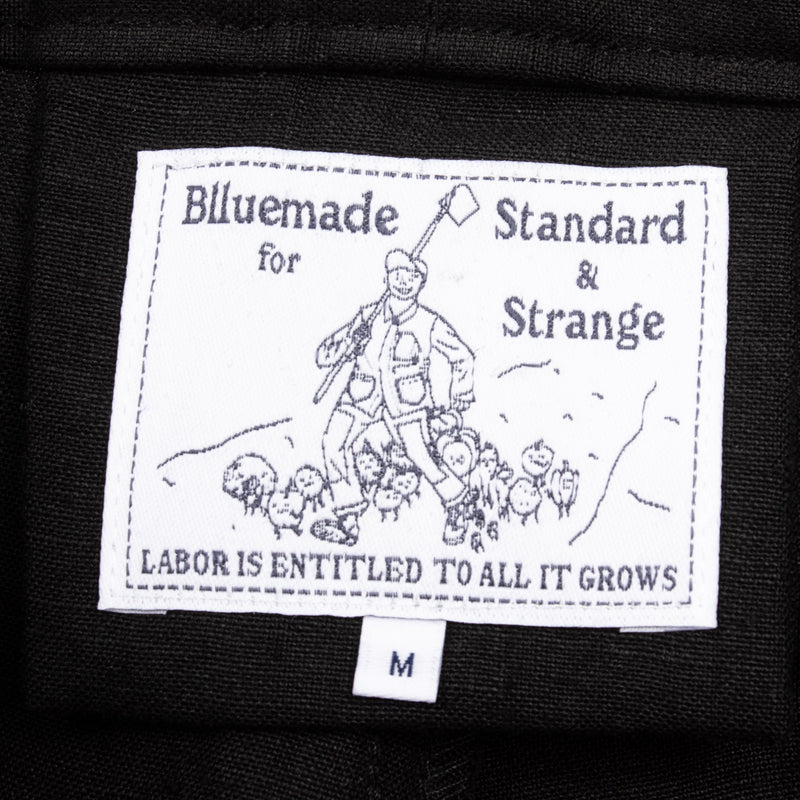 Blluemade
for
Standard
&
Strange
LABOR IS ENTITLED TO ALL IT GROWS
M